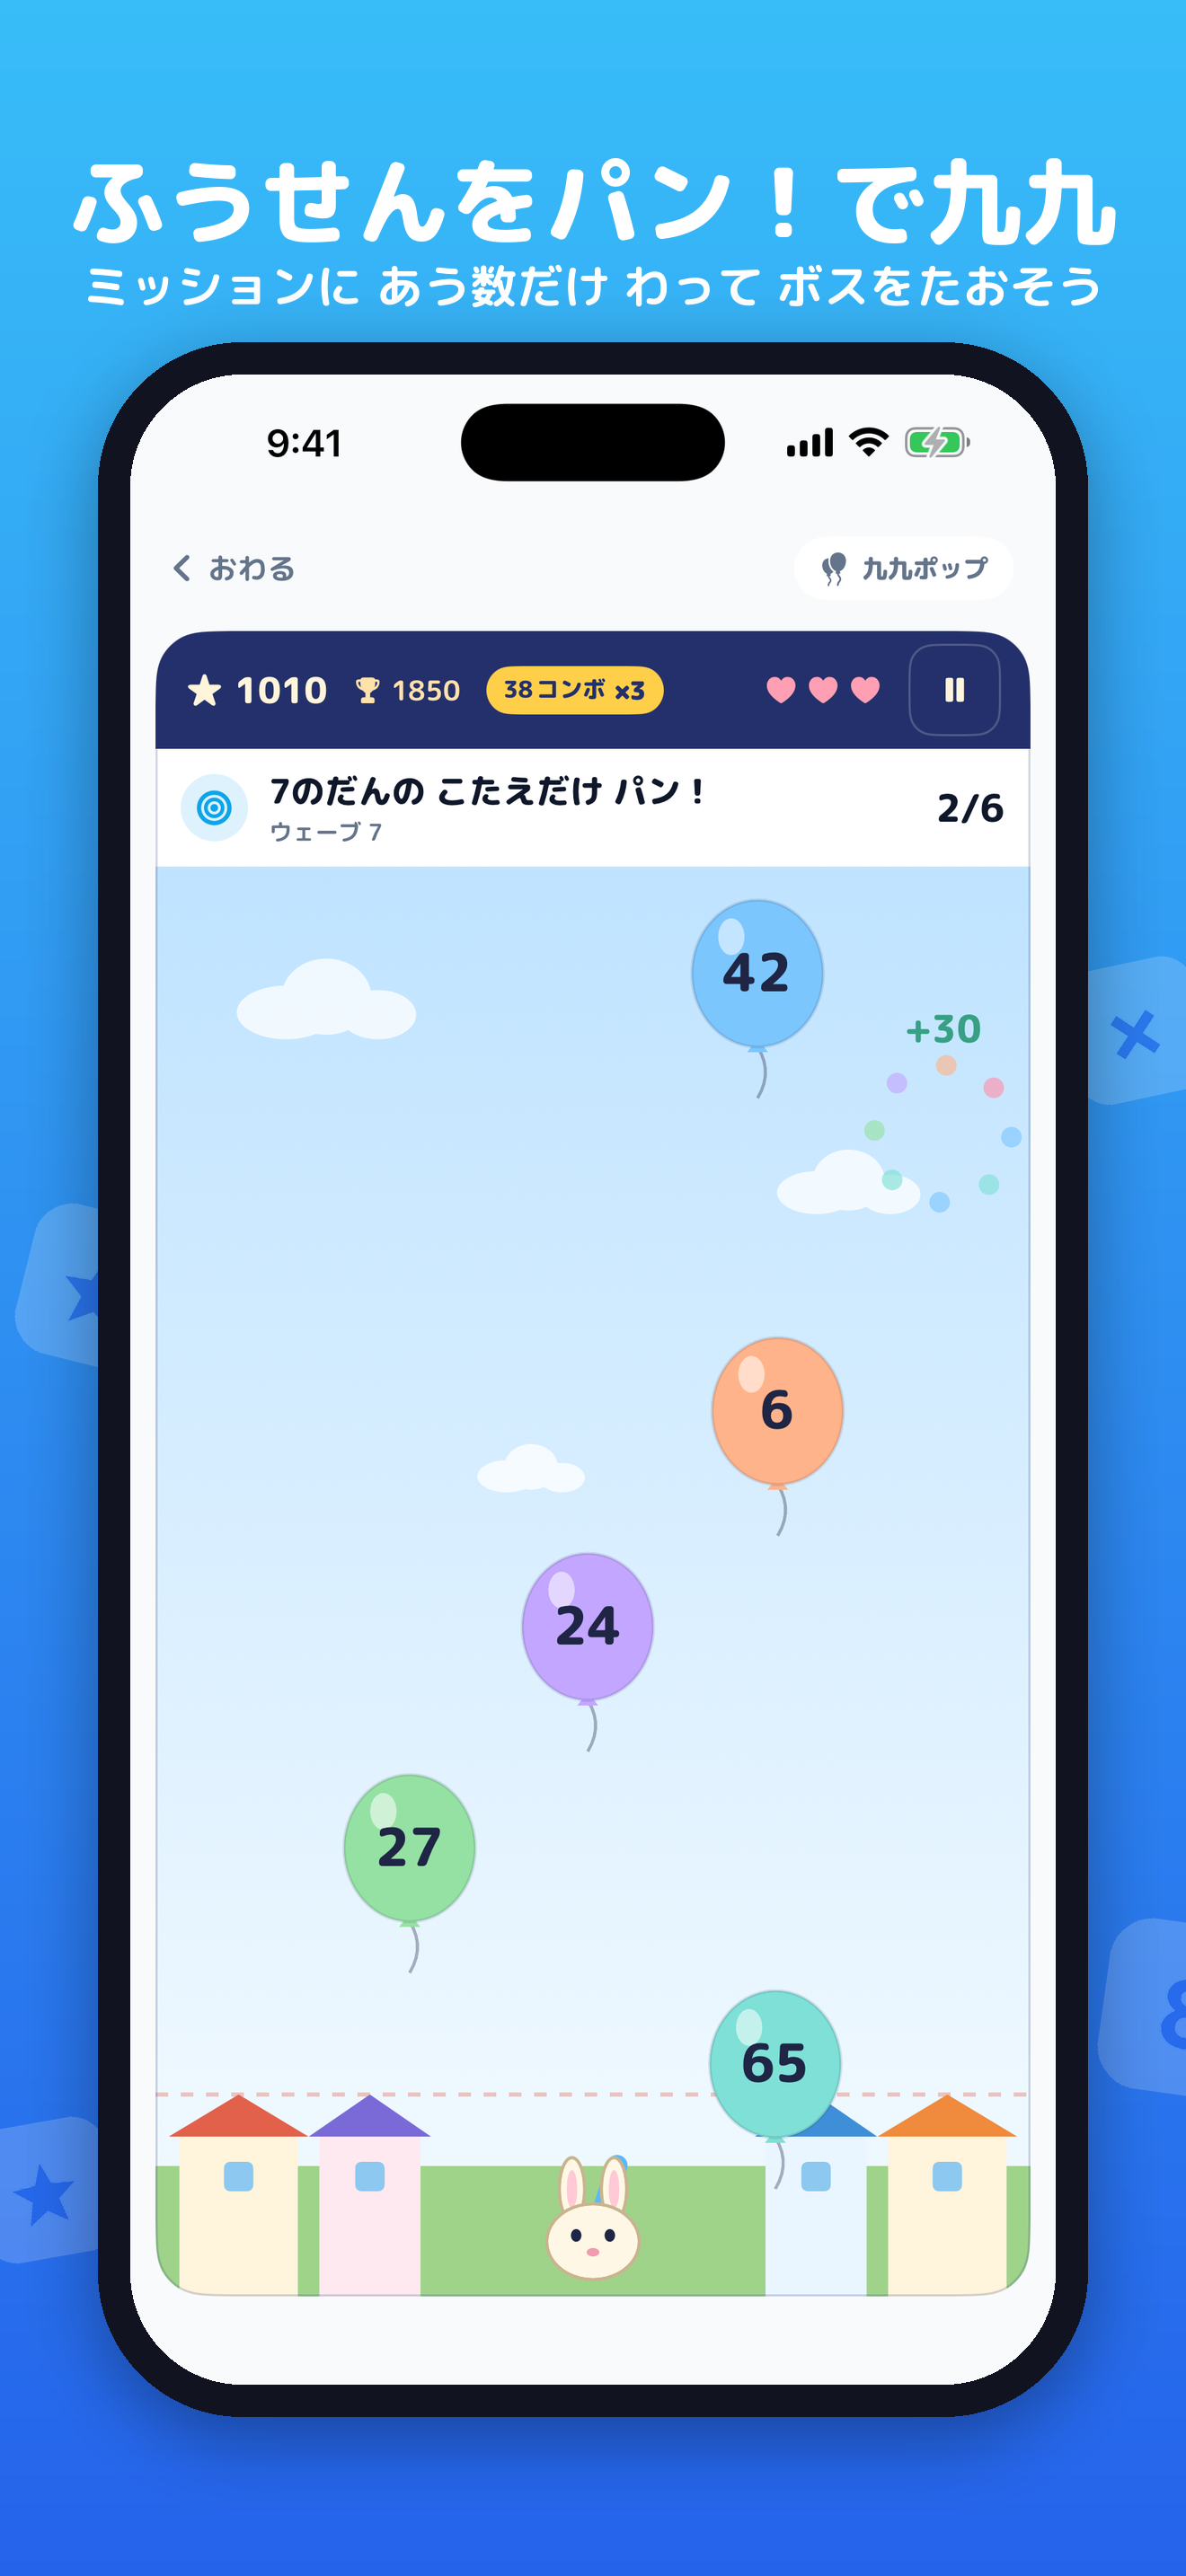 ふうせんをパン！で九九
ミッションに あう数だけ わって ボスをたおそう
9:41
おわる
九九ポップ
1010
1850
38コンボ ×3
7のだんの こたえだけ パン！
ウェーブ 7
2/6
42
+30
×
6
24
27
8
65